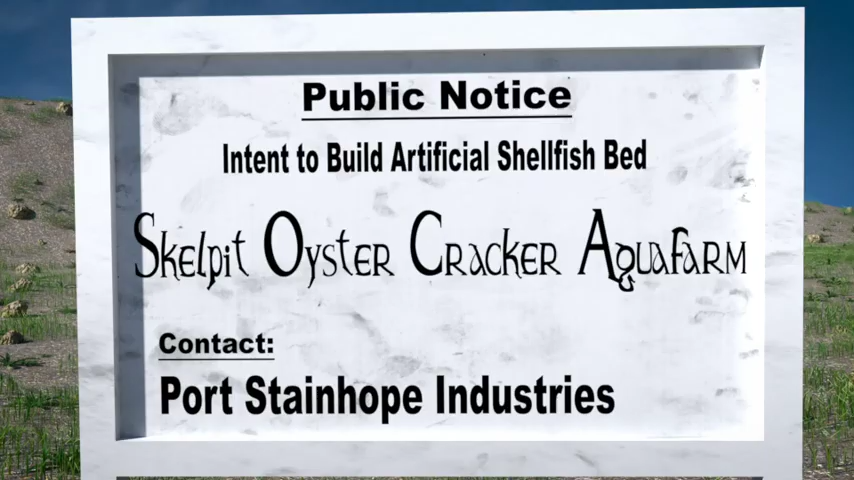 Public Notice
Intent to Build Artificial Shellfish Bed
Skelpit Oyster Cracker Aquafarm
Contact:
Port Stainhope Industries